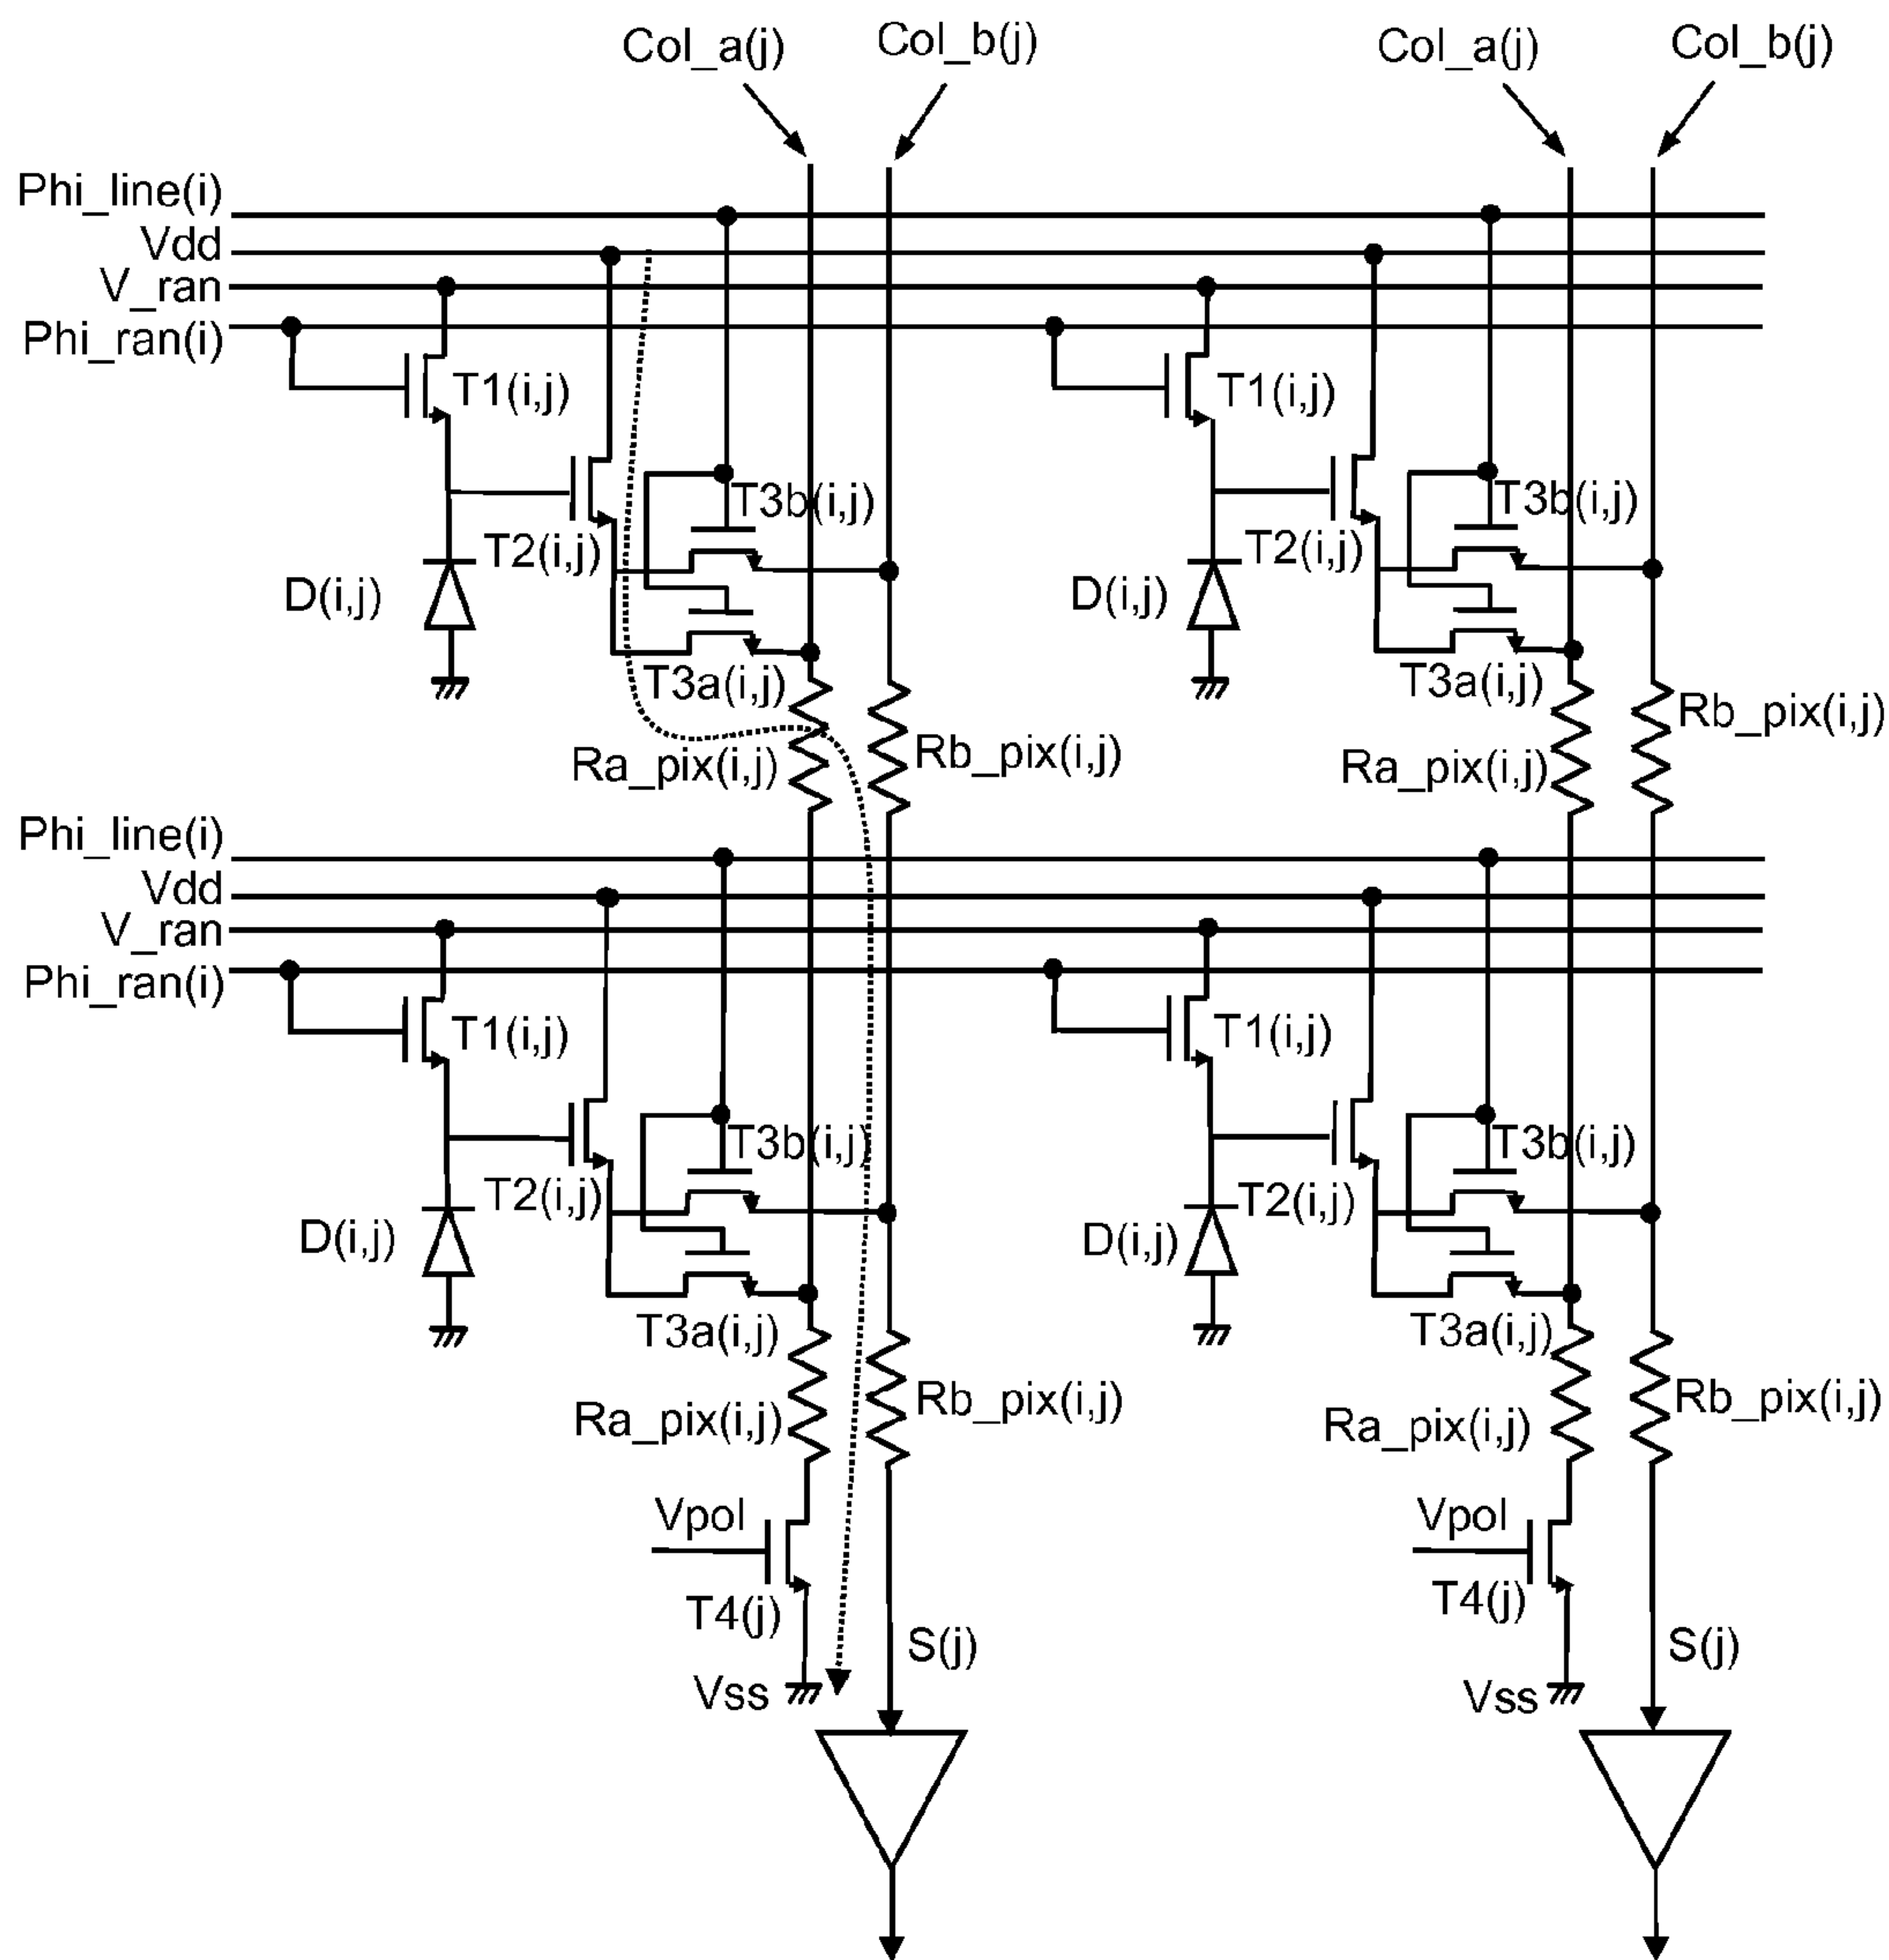 Col_a(j) Col_b(j) Col_a(j) Col_b(j)
Phi_line(i)
Vdd
V_ran
Phi_ran(i)
T1(i,j) T1(i,j)
T3b(i,j) T3b(i,j)
T2(i,j) T2(i,j)
D(i,j) D(i,j)
T3a(i,j) T3a(i,j)
Rb_pix(i,j)
Ra_pix(i,j) Rb_pix(i,j) Ra_pix(i,j)
Phi_line(i)
Vdd
V_ran
Phi_ran(i)
T1(i,j) T1(i,j)
T3b(i,j) T3b(i,j)
T2(i,j) T2(i,j)
D(i,j) D(i,j)
T3a(i,j) T3a(i,j)
Ra_pix(i,j) Rb_pix(i,j) Ra_pix(i,j) Rb_pix(i,j)
Vpol Vpol
T4(j) T4(j)
S(j) S(j)
Vss Vss